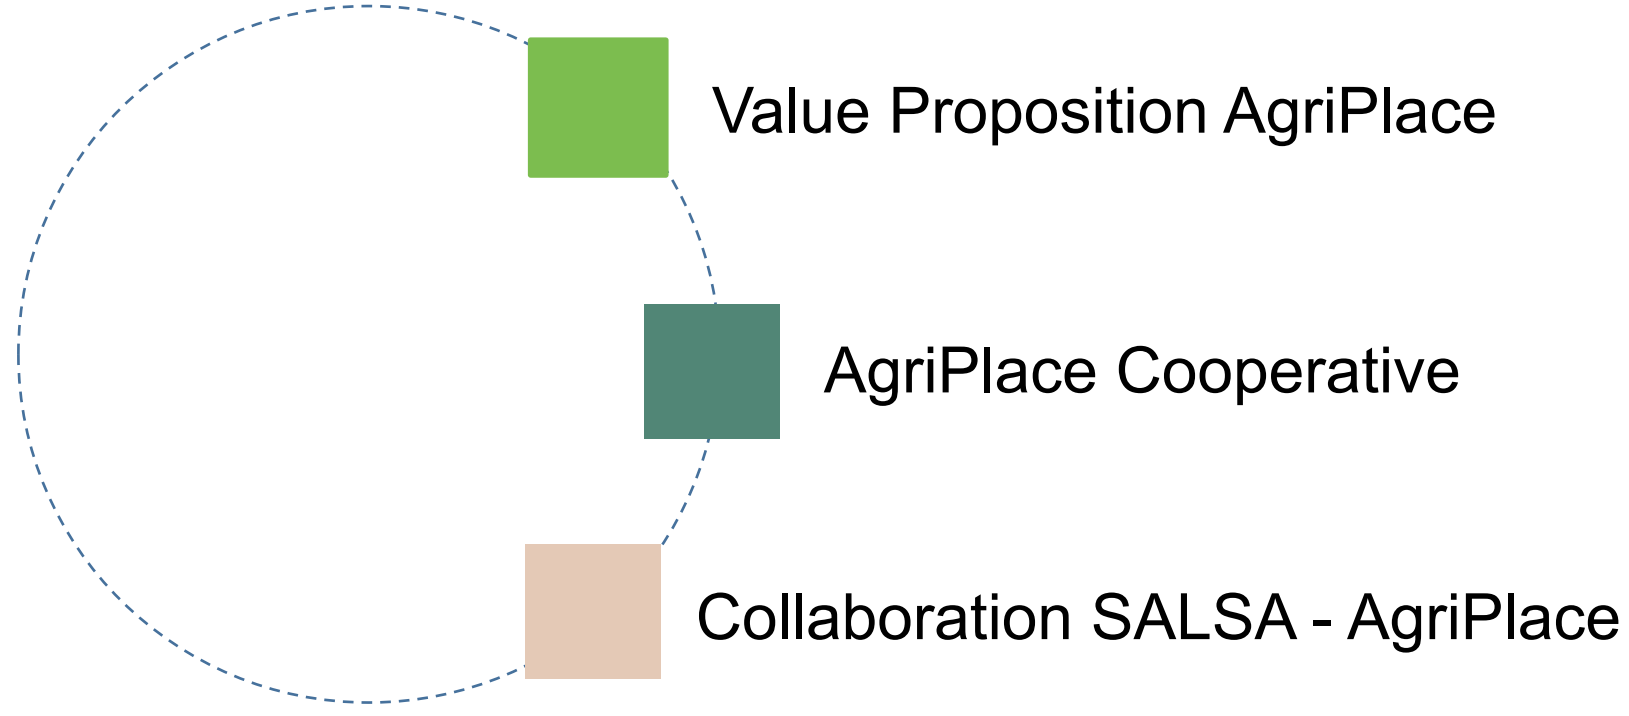 Value Proposition AgriPlace
AgriPlace Cooperative
Collaboration SALSA - AgriPlace